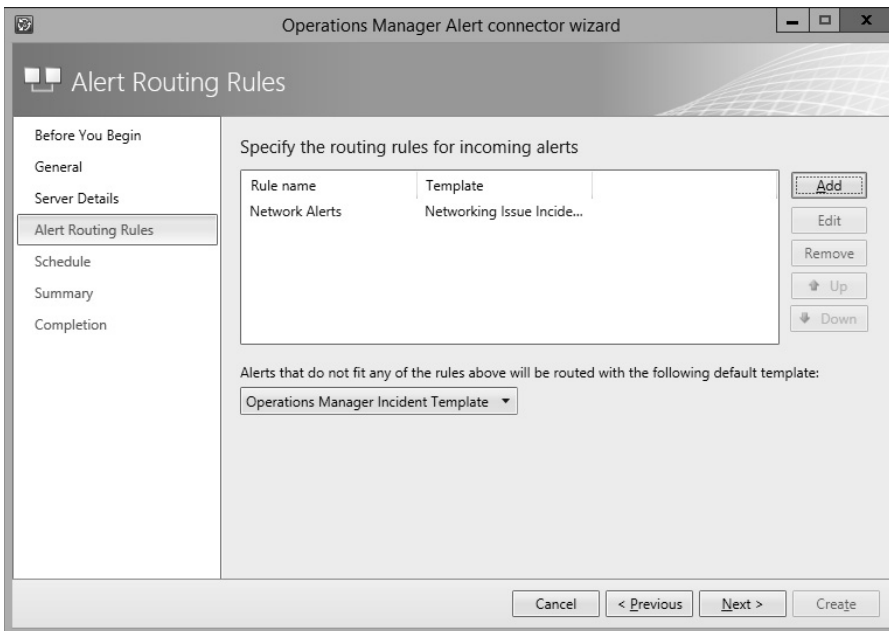 Operations Manager Alert connector wizard
Alert Routing Rules
Before You Begin
General
Server Details
Alert Routing Rules
Schedule
Summary
Completion
Specify the routing rules for incoming alerts
Rule name Template
Network Alerts Networking Issue Incide...
Add
Edit
Remove
Up
Down
Alerts that do not fit any of the rules above will be routed with the following default template:
Operations Manager Incident Template
Cancel < Previous Next > Create